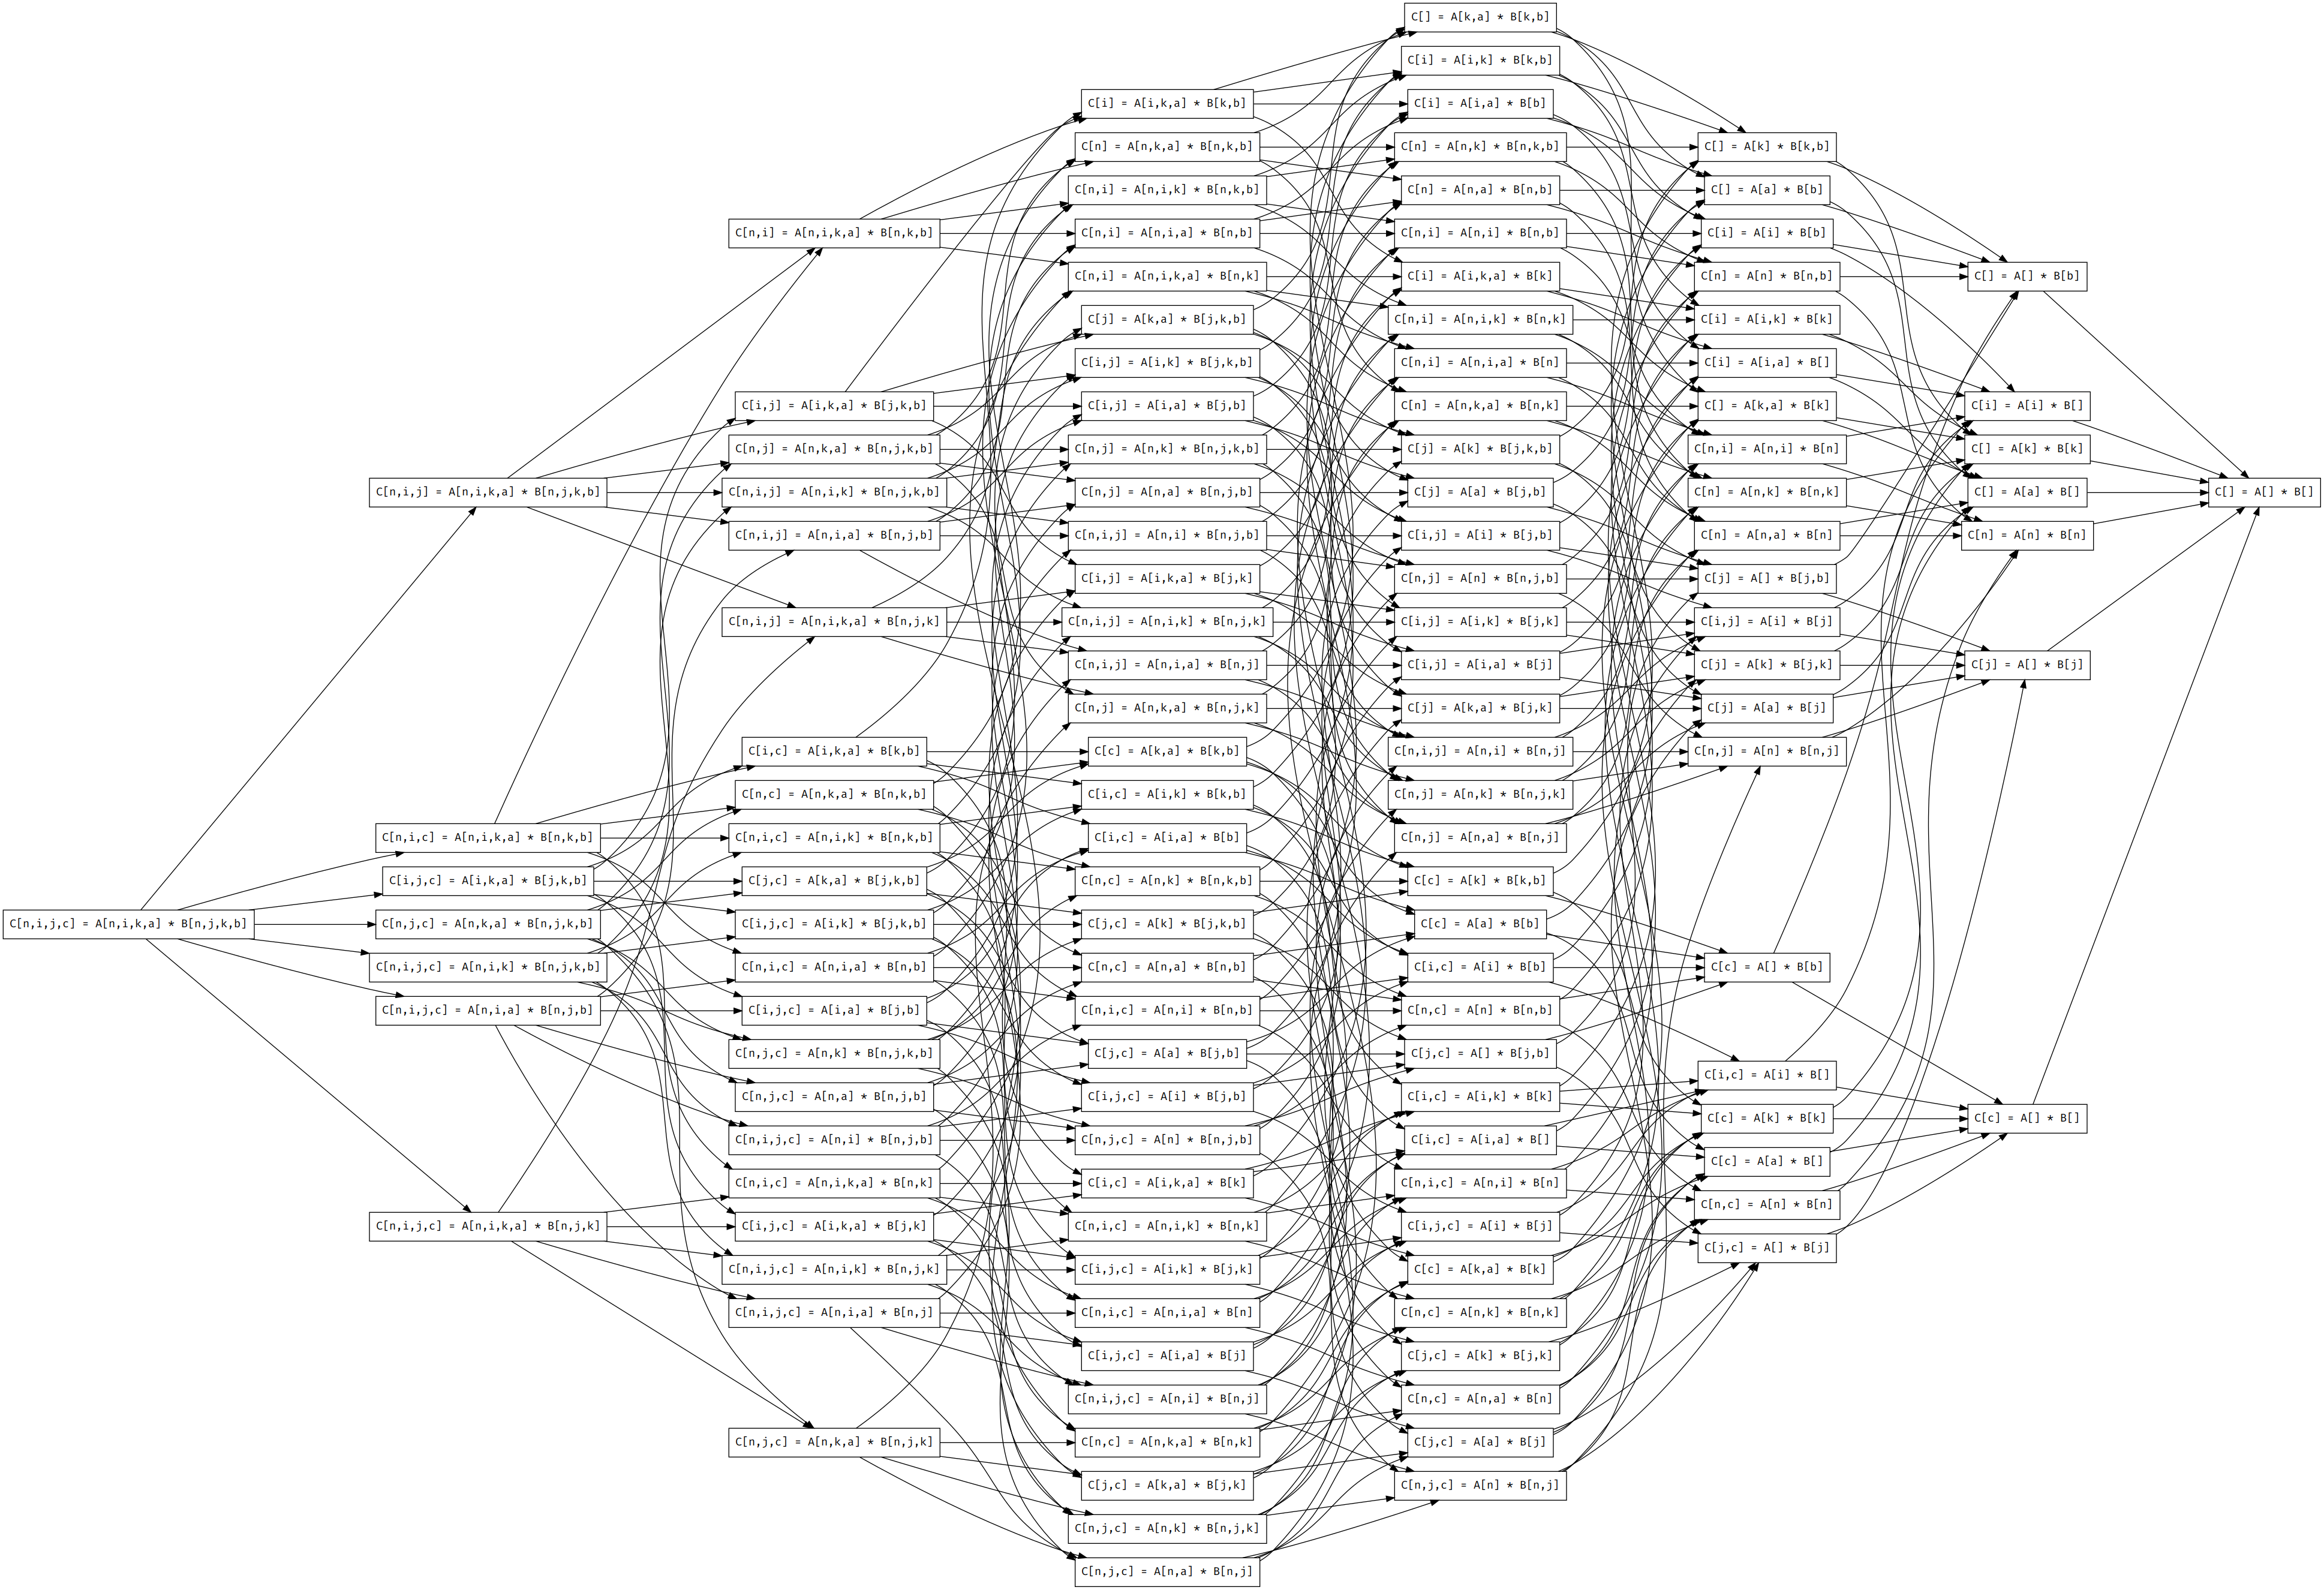 C[n,i,j,c] = A[n,i,k,a] * B[n,j,k,b]
C[n,i,j] = A[n,i,k,a] * B[n,j,k,b]
C[n,i,c] = A[n,i,k,a] * B[n,k,b]
C[i,j,c] = A[i,k,a] * B[j,k,b]
C[n,j,c] = A[n,k,a] * B[n,j,k,b]
C[n,i,j,c] = A[n,i,k] * B[n,j,k,b]
C[n,i,j,c] = A[n,i,a] * B[n,j,b]
C[n,i,j,c] = A[n,i,k,a] * B[n,j,k]
C[n,i] = A[n,i,k,a] * B[n,k,b]
C[i,j] = A[i,k,a] * B[j,k,b]
C[n,j] = A[n,k,a] * B[n,j,k,b]
C[n,i,j] = A[n,i,k] * B[n,j,k,b]
C[n,i,j] = A[n,i,a] * B[n,j,b]
C[n,i,j] = A[n,i,k,a] * B[n,j,k]
C[i,c] = A[i,k,a] * B[k,b]
C[n,c] = A[n,k,a] * B[n,k,b]
C[n,i,c] = A[n,i,k] * B[n,k,b]
C[j,c] = A[k,a] * B[j,k,b]
C[i,j,c] = A[i,k] * B[j,k,b]
C[n,i,c] = A[n,i,a] * B[n,b]
C[i,j,c] = A[i,a] * B[j,b]
C[n,j,c] = A[n,k] * B[n,j,k,b]
C[n,j,c] = A[n,a] * B[n,j,b]
C[n,i,j,c] = A[n,i] * B[n,j,b]
C[n,i,c] = A[n,i,k,a] * B[n,k]
C[i,j,c] = A[i,k,a] * B[j,k]
C[n,i,j,c] = A[n,i,k] * B[n,j,k]
C[n,i,j,c] = A[n,i,a] * B[n,j]
C[n,j,c] = A[n,k,a] * B[n,j,k]
C[i] = A[i,k,a] * B[k,b]
C[n] = A[n,k,a] * B[n,k,b]
C[n,i] = A[n,i,k] * B[n,k,b]
C[n,i] = A[n,i,a] * B[n,b]
C[n,i] = A[n,i,k,a] * B[n,k]
C[j] = A[k,a] * B[j,k,b]
C[i,j] = A[i,k] * B[j,k,b]
C[i,j] = A[i,a] * B[j,b]
C[n,j] = A[n,k] * B[n,j,k,b]
C[n,j] = A[n,a] * B[n,j,b]
C[n,i,j] = A[n,i] * B[n,j,b]
C[i,j] = A[i,k,a] * B[j,k]
C[n,i,j] = A[n,i,k] * B[n,j,k]
C[n,i,j] = A[n,i,a] * B[n,j]
C[n,j] = A[n,k,a] * B[n,j,k]
C[c] = A[k,a] * B[k,b]
C[i,c] = A[i,k] * B[k,b]
C[i,c] = A[i,a] * B[b]
C[n,c] = A[n,k] * B[n,k,b]
C[j,c] = A[k] * B[j,k,b]
C[n,c] = A[n,a] * B[n,b]
C[n,i,c] = A[n,i] * B[n,b]
C[j,c] = A[a] * B[j,b]
C[i,j,c] = A[i] * B[j,b]
C[n,j,c] = A[n] * B[n,j,b]
C[i,c] = A[i,k,a] * B[k]
C[n,i,c] = A[n,i,k] * B[n,k]
C[i,j,c] = A[i,k] * B[j,k]
C[n,i,c] = A[n,i,a] * B[n]
C[i,j,c] = A[i,a] * B[j]
C[n,i,j,c] = A[n,i] * B[n,j]
C[n,c] = A[n,k,a] * B[n,k]
C[j,c] = A[k,a] * B[j,k]
C[n,j,c] = A[n,k] * B[n,j,k]
C[n,j,c] = A[n,a] * B[n,j]
C[] = A[k,a] * B[k,b]
C[i] = A[i,k] * B[k,b]
C[i] = A[i,a] * B[b]
C[n] = A[n,k] * B[n,k,b]
C[n] = A[n,a] * B[n,b]
C[n,i] = A[n,i] * B[n,b]
C[i] = A[i,k,a] * B[k]
C[n,i] = A[n,i,k] * B[n,k]
C[n,i] = A[n,i,a] * B[n]
C[n] = A[n,k,a] * B[n,k]
C[j] = A[k] * B[j,k,b]
C[j] = A[a] * B[j,b]
C[i,j] = A[i] * B[j,b]
C[n,j] = A[n] * B[n,j,b]
C[i,j] = A[i,k] * B[j,k]
C[i,j] = A[i,a] * B[j]
C[j] = A[k,a] * B[j,k]
C[n,i,j] = A[n,i] * B[n,j]
C[n,j] = A[n,k] * B[n,j,k]
C[n,j] = A[n,a] * B[n,j]
C[c] = A[k] * B[k,b]
C[c] = A[a] * B[b]
C[i,c] = A[i] * B[b]
C[n,c] = A[n] * B[n,b]
C[j,c] = A[] * B[j,b]
C[i,c] = A[i,k] * B[k]
C[i,c] = A[i,a] * B[]
C[n,i,c] = A[n,i] * B[n]
C[i,j,c] = A[i] * B[j]
C[c] = A[k,a] * B[k]
C[n,c] = A[n,k] * B[n,k]
C[j,c] = A[k] * B[j,k]
C[n,c] = A[n,a] * B[n]
C[j,c] = A[a] * B[j]
C[n,j,c] = A[n] * B[n,j]
C[] = A[k] * B[k,b]
C[] = A[a] * B[b]
C[i] = A[i] * B[b]
C[n] = A[n] * B[n,b]
C[i] = A[i,k] * B[k]
C[i] = A[i,a] * B[]
C[] = A[k,a] * B[k]
C[n,i] = A[n,i] * B[n]
C[n] = A[n,k] * B[n,k]
C[n] = A[n,a] * B[n]
C[j] = A[] * B[j,b]
C[i,j] = A[i] * B[j]
C[j] = A[k] * B[j,k]
C[j] = A[a] * B[j]
C[n,j] = A[n] * B[n,j]
C[c] = A[] * B[b]
C[i,c] = A[i] * B[]
C[c] = A[k] * B[k]
C[c] = A[a] * B[]
C[n,c] = A[n] * B[n]
C[j,c] = A[] * B[j]
C[] = A[] * B[b]
C[i] = A[i] * B[]
C[] = A[k] * B[k]
C[] = A[a] * B[]
C[n] = A[n] * B[n]
C[j] = A[] * B[j]
C[c] = A[] * B[]
C[] = A[] * B[]